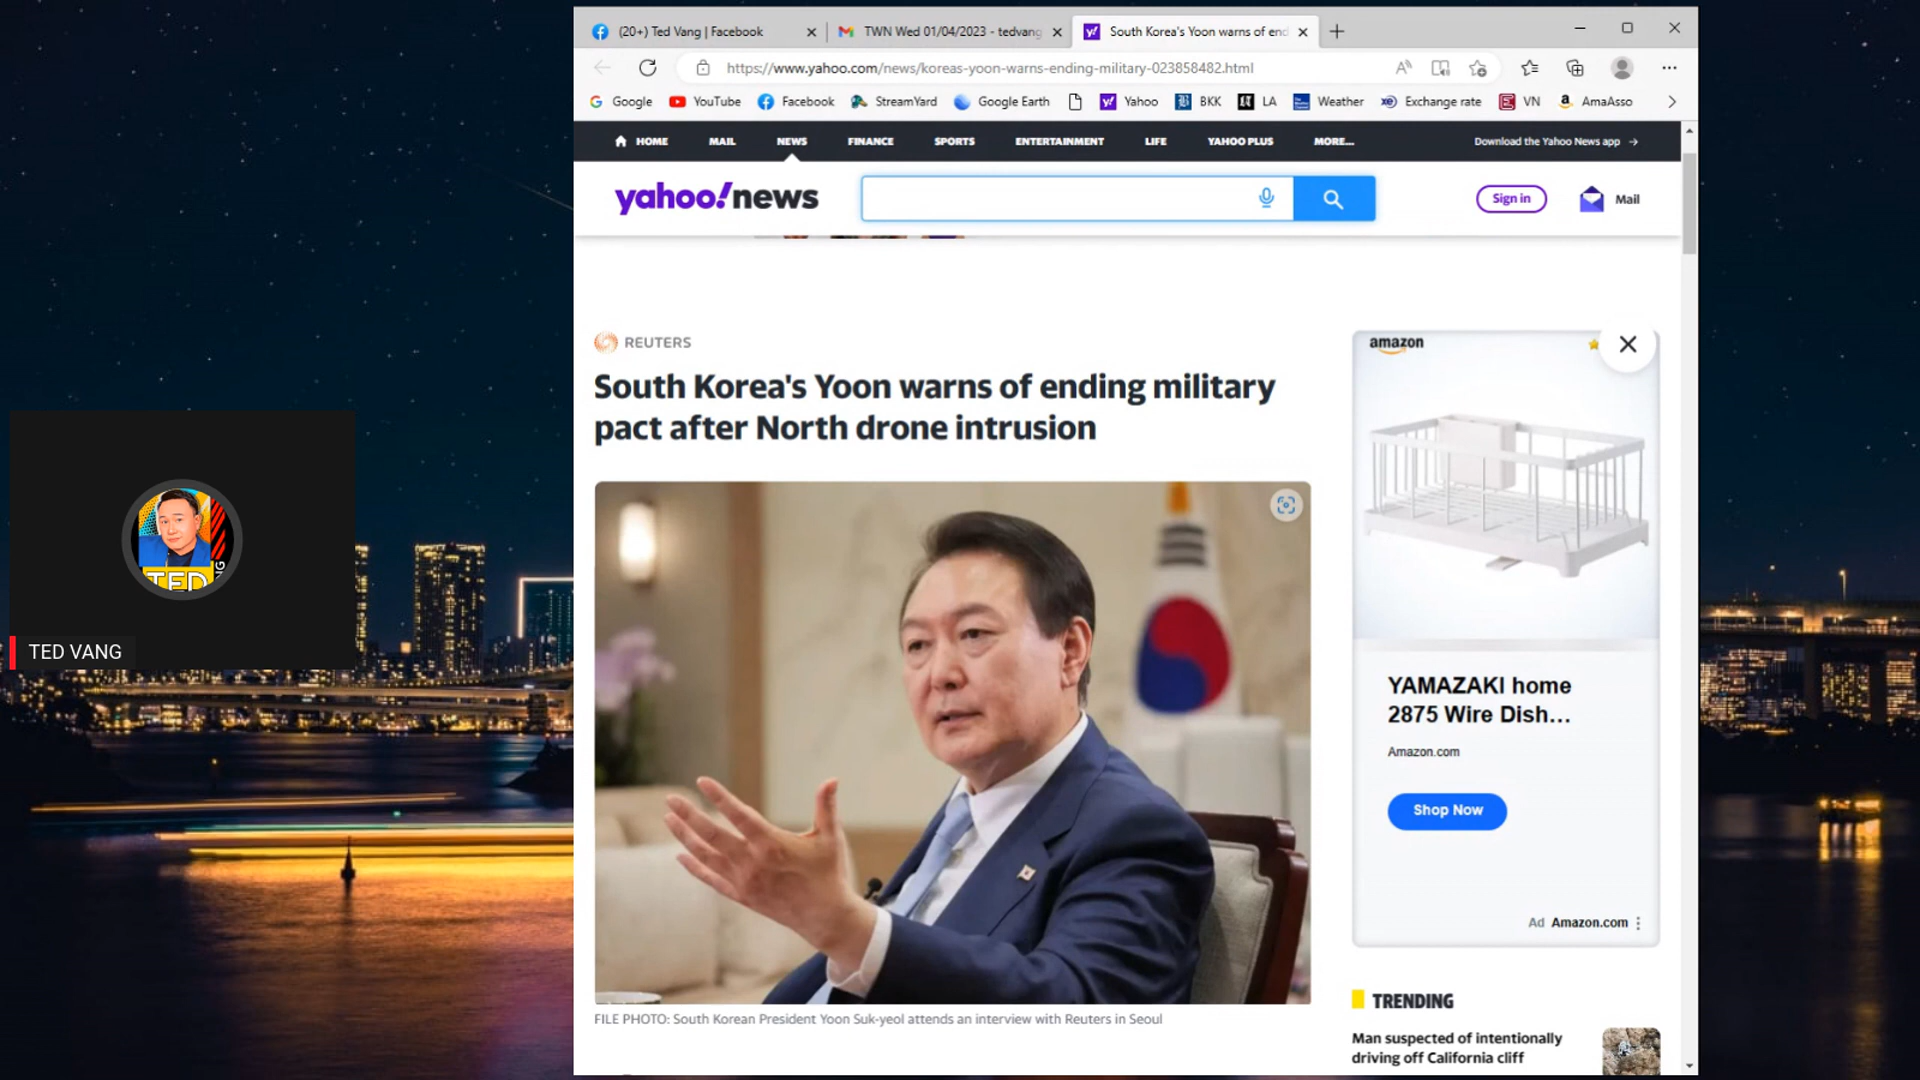 (20+) Ted Vang | Facebook
TWN Wed 01/04/2023 - tedvang
South Korea's Yoon warns of end
https://www.yahoo.com/news/koreas-yoon-warns-ending-military-023858482.html
Google YouTube Facebook StreamYard Google Earth Yahoo BKK LA Weather Exchange rate VN AmaAsso
HOME MAIL NEWS FINANCE SPORTS ENTERTAINMENT LIFE YAHOO PLUS MORE... Download the Yahoo News app →
yahoo!news
Sign in
Mail
REUTERS
South Korea's Yoon warns of ending military
pact after North drone intrusion
FILE PHOTO: South Korean President Yoon Suk-yeol attends an interview with Reuters in Seoul
amazon
YAMAZAKI home
2875 Wire Dish...
Amazon.com
Shop Now
Ad Amazon.com
TRENDING
Man suspected of intentionally
driving off California cliff
TED
TED VANG